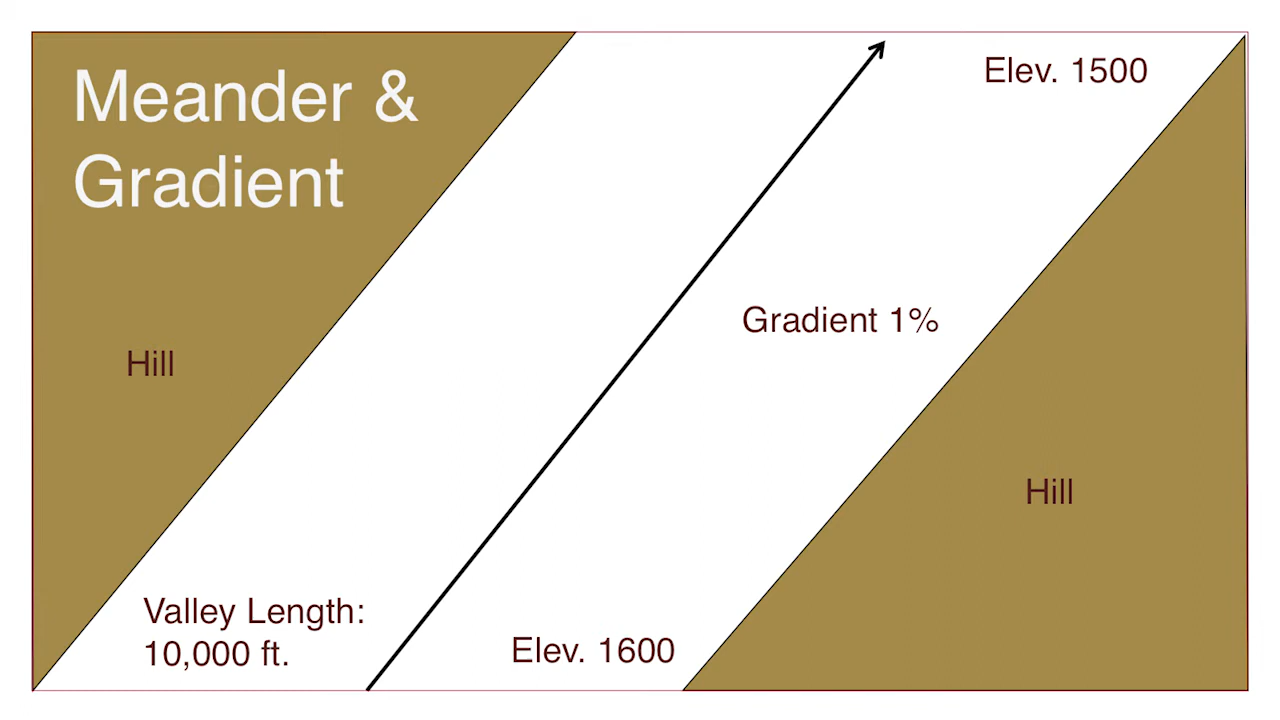 Meander &
Gradient
Elev. 1500
Gradient 1%
Hill
Hill
Valley Length:
10,000 ft.
Elev. 1600